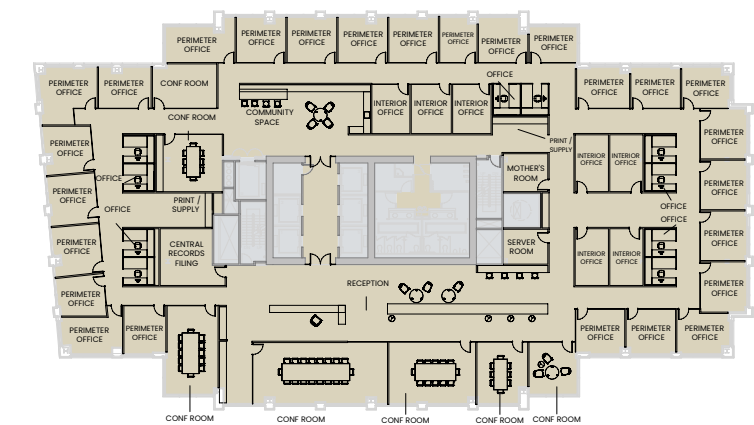 PERIMETER
OFFICE
PERIMETER
OFFICE
PERIMETER
OFFICE
PERIMETER
OFFICE
PERIMETER
OFFICE
PERIMETER
OFFICE
PERIMETER
OFFICE
PERIMETER
OFFICE
PERIMETER
OFFICE
PERIMETER
OFFICE
CONF ROOM
OFFICE
PERIMETER
OFFICE
PERIMETER
OFFICE
PERIMETER
OFFICE
CONF ROOM
COMMUNITY
SPACE
INTERIOR
OFFICE
INTERIOR
OFFICE
INTERIOR
OFFICE
PERIMETER
OFFICE
PERIMETER
OFFICE
PRINT /
SUPPLY
INTERIOR
OFFICE
INTERIOR
OFFICE
OFFICE
PERIMETER
OFFICE
MOTHER'S
ROOM
PERIMETER
OFFICE
OFFICE
PRINT /
SUPPLY
OFFICE
OFFICE
PERIMETER
OFFICE
CENTRAL
RECORDS
FILING
SERVER
ROOM
INTERIOR
OFFICE
INTERIOR
OFFICE
PERIMETER
OFFICE
PERIMETER
OFFICE
RECEPTION
PERIMETER
OFFICE
PERIMETER
OFFICE
PERIMETER
OFFICE
PERIMETER
OFFICE
PERIMETER
OFFICE
PERIMETER
OFFICE
CONF ROOM
CONF ROOM
CONF ROOM
CONF ROOM
CONF ROOM